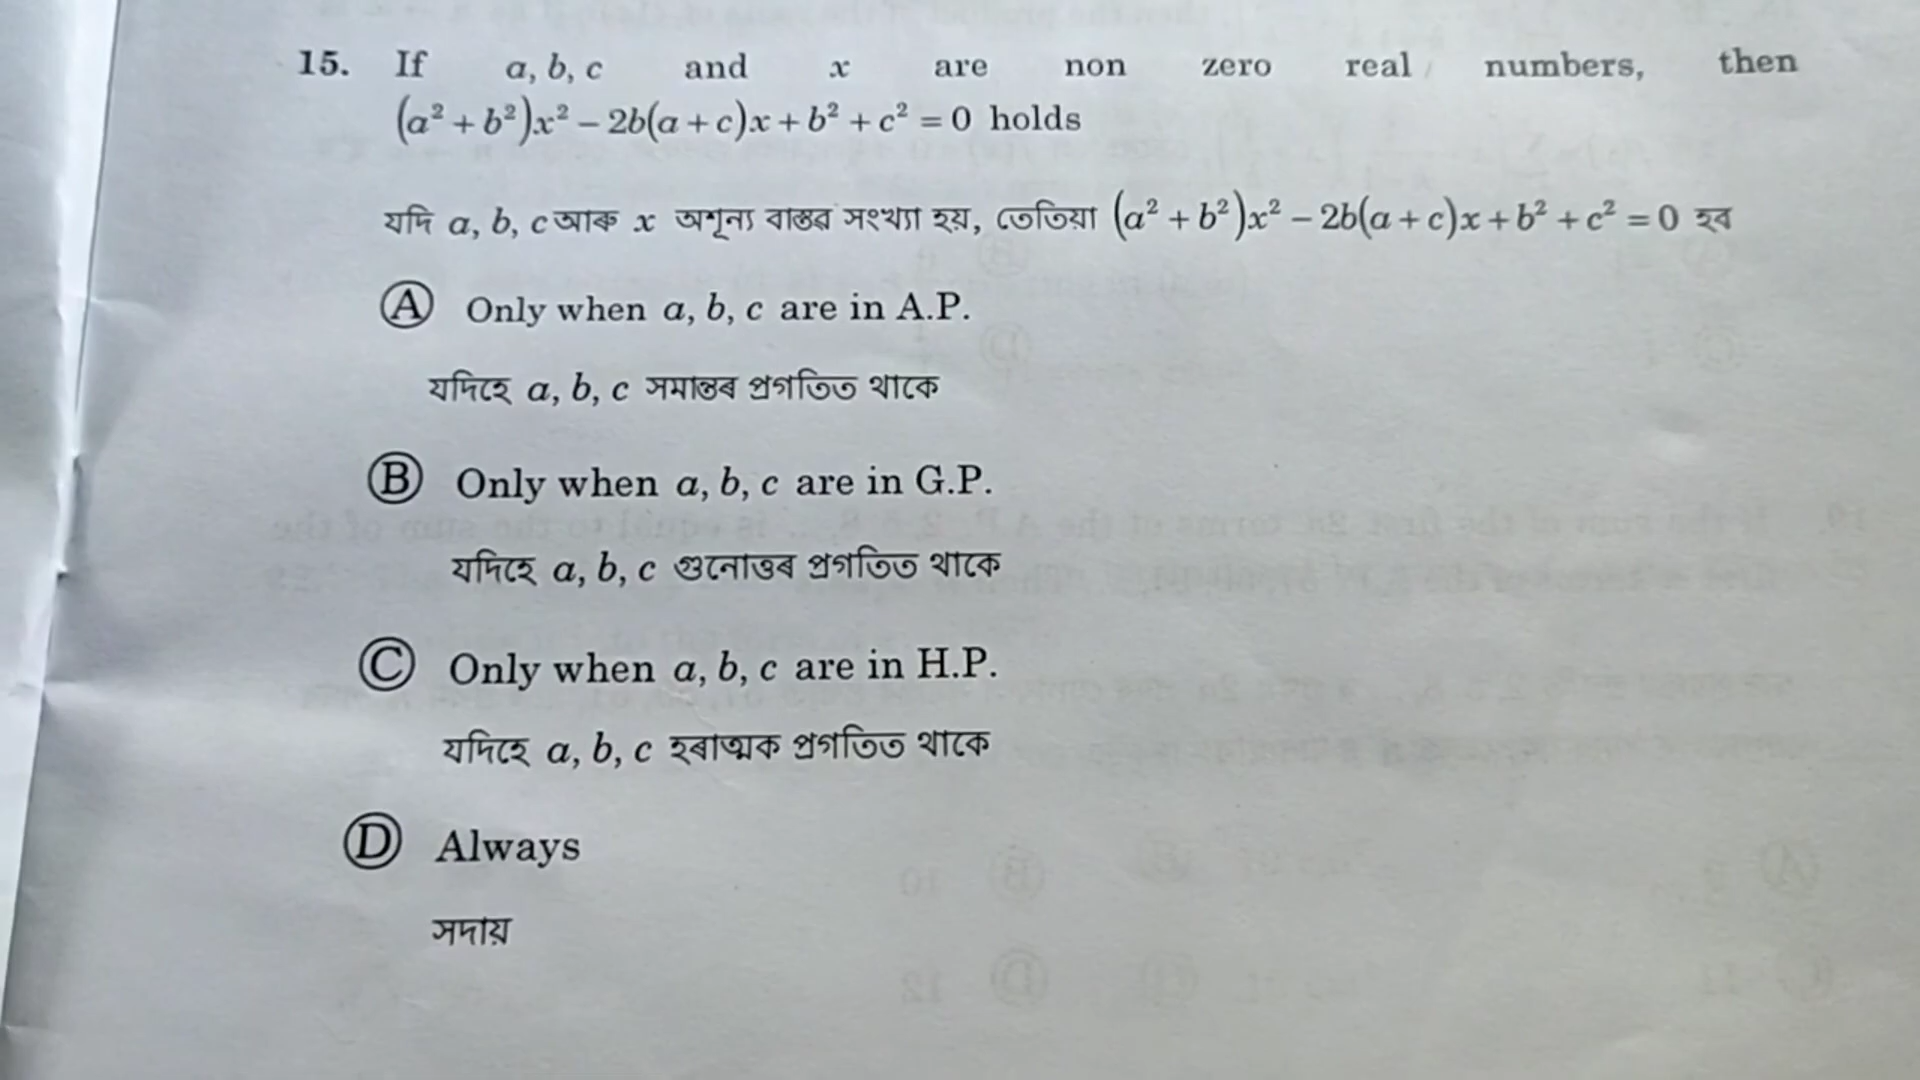 15. If a, b, c and x are non zero real numbers, then
(a² + b²)x² – 2b(a + c)x + b² + c² = 0 holds
যদি a, b, c আৰু x অশূন্য বাস্তৱ সংখ্যা হয়, তেতিয়া (a² + b²)x² – 2b(a + c)x + b² + c² = 0 হব
Ⓐ Only when a, b, c are in A.P.
যদিহে a, b, c সমান্তৰ প্ৰগতিত থাকে
Ⓑ Only when a, b, c are in G.P.
যদিহে a, b, c গুনোত্তৰ প্ৰগতিত থাকে
Ⓒ Only when a, b, c are in H.P.
যদিহে a, b, c হৰাত্মক প্ৰগতিত থাকে
Ⓓ Always
সদায়